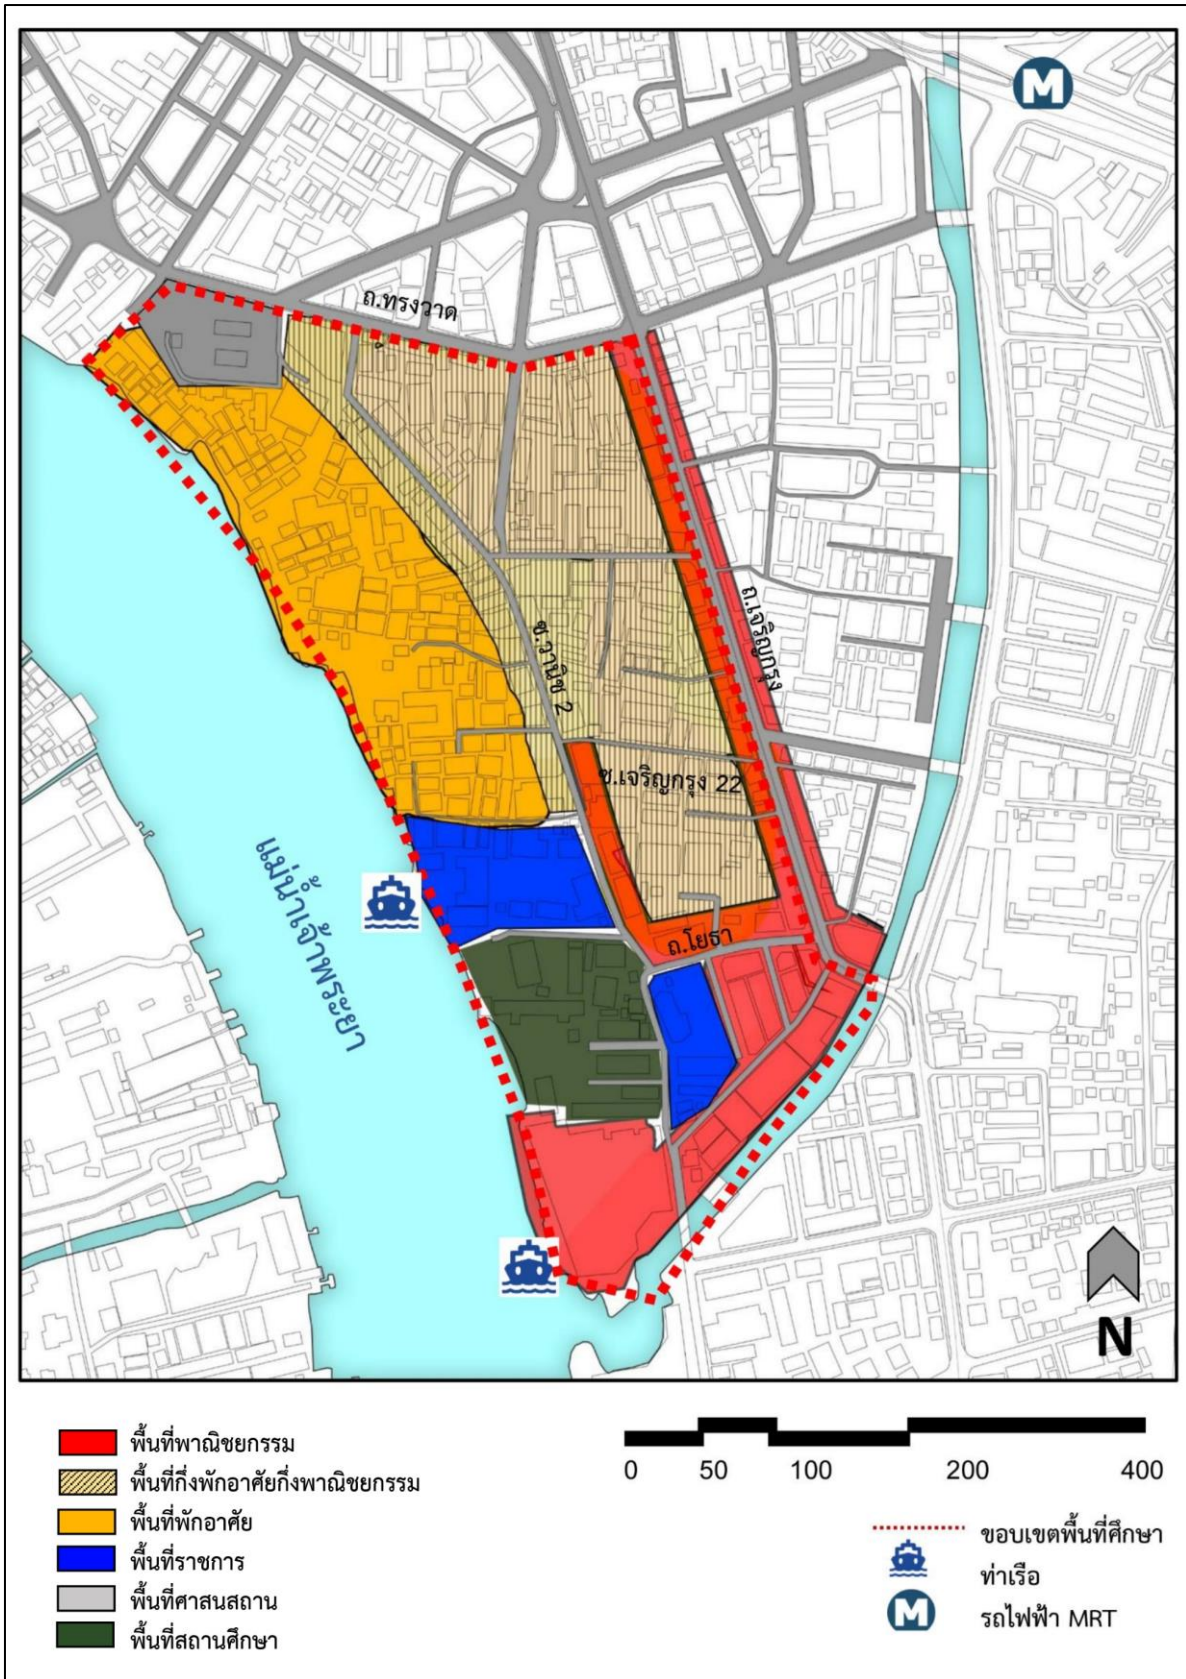 M
ถ.ทรงวาด
ถ.เจริญกรุง
ซ.วานิช 2
ซ.เจริญกรุง 22
ถ.โยธา
แม่น้ำเจ้าพระยา
N
พื้นที่พาณิชยกรรม
พื้นที่กึ่งพักอาศัยกึ่งพาณิชยกรรม
พื้นที่พักอาศัย
พื้นที่ราชการ
พื้นที่ศาสนสถาน
พื้นที่สถานศึกษา
0 50 100 200 400
ขอบเขตพื้นที่ศึกษา
ท่าเรือ
M รถไฟฟ้า MRT